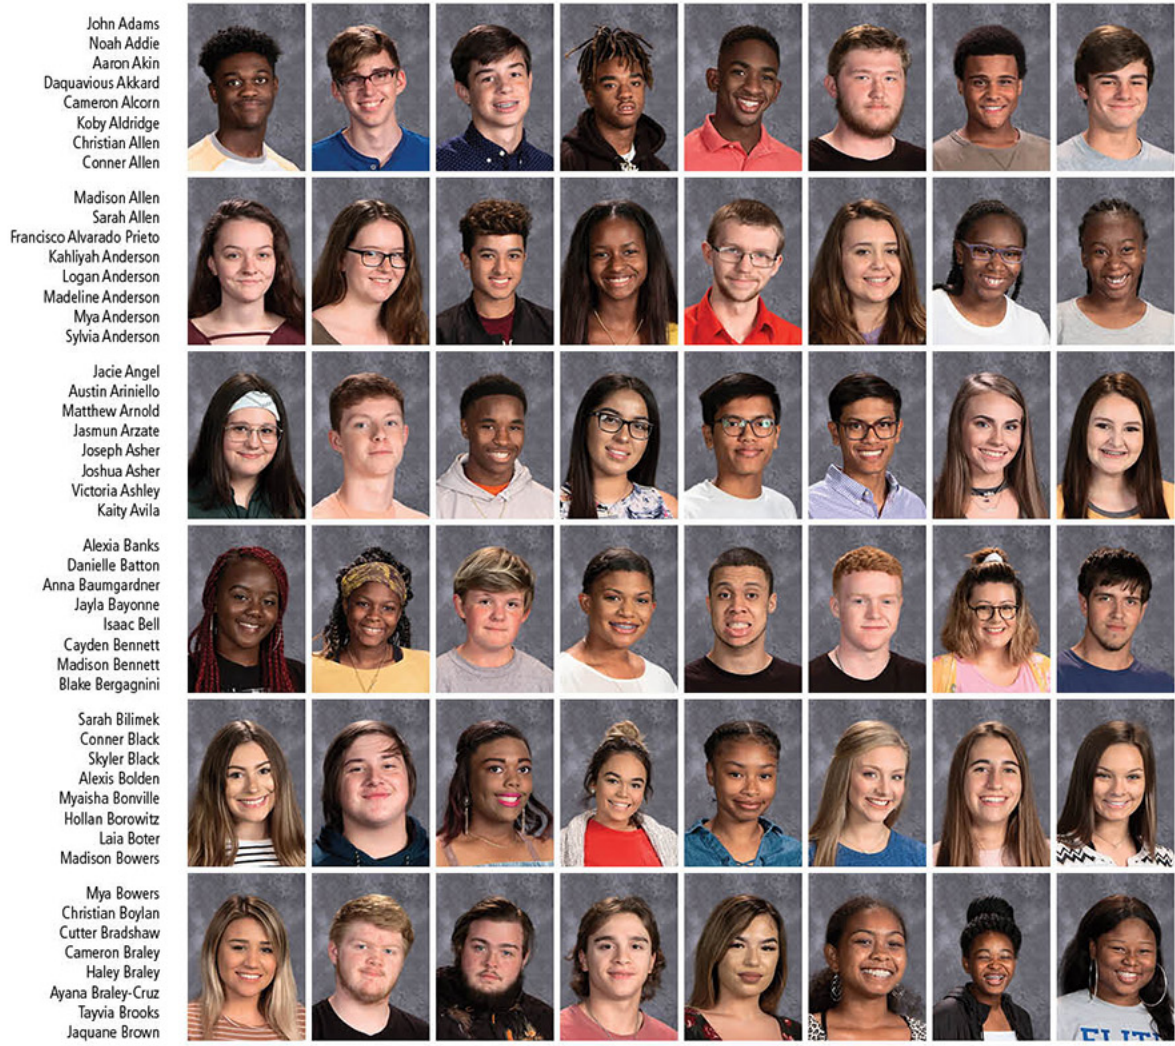 John Adams
Noah Addie
Aaron Akin
Daquavious Akkard
Cameron Alcorn
Koby Aldridge
Christian Allen
Conner Allen
Madison Allen
Sarah Allen
Francisco Alvarado Prieto
Kahliyah Anderson
Logan Anderson
Madeline Anderson
Mya Anderson
Sylvia Anderson
Jacie Angel
Austin Ariniello
Matthew Arnold
Jasmun Arzate
Joseph Asher
Joshua Asher
Victoria Ashley
Kaity Avila
Alexia Banks
Danielle Batton
Anna Baumgardner
Jayla Bayonne
Isaac Bell
Cayden Bennett
Madison Bennett
Blake Bergagnini
Sarah Bilimek
Conner Black
Skyler Black
Alexis Bolden
Myaisha Bonville
Hollan Borowitz
Laia Boter
Madison Bowers
Mya Bowers
Christian Boylan
Cutter Bradshaw
Cameron Braley
Haley Braley
Ayana Braley-Cruz
Tayvia Brooks
Jaquane Brown